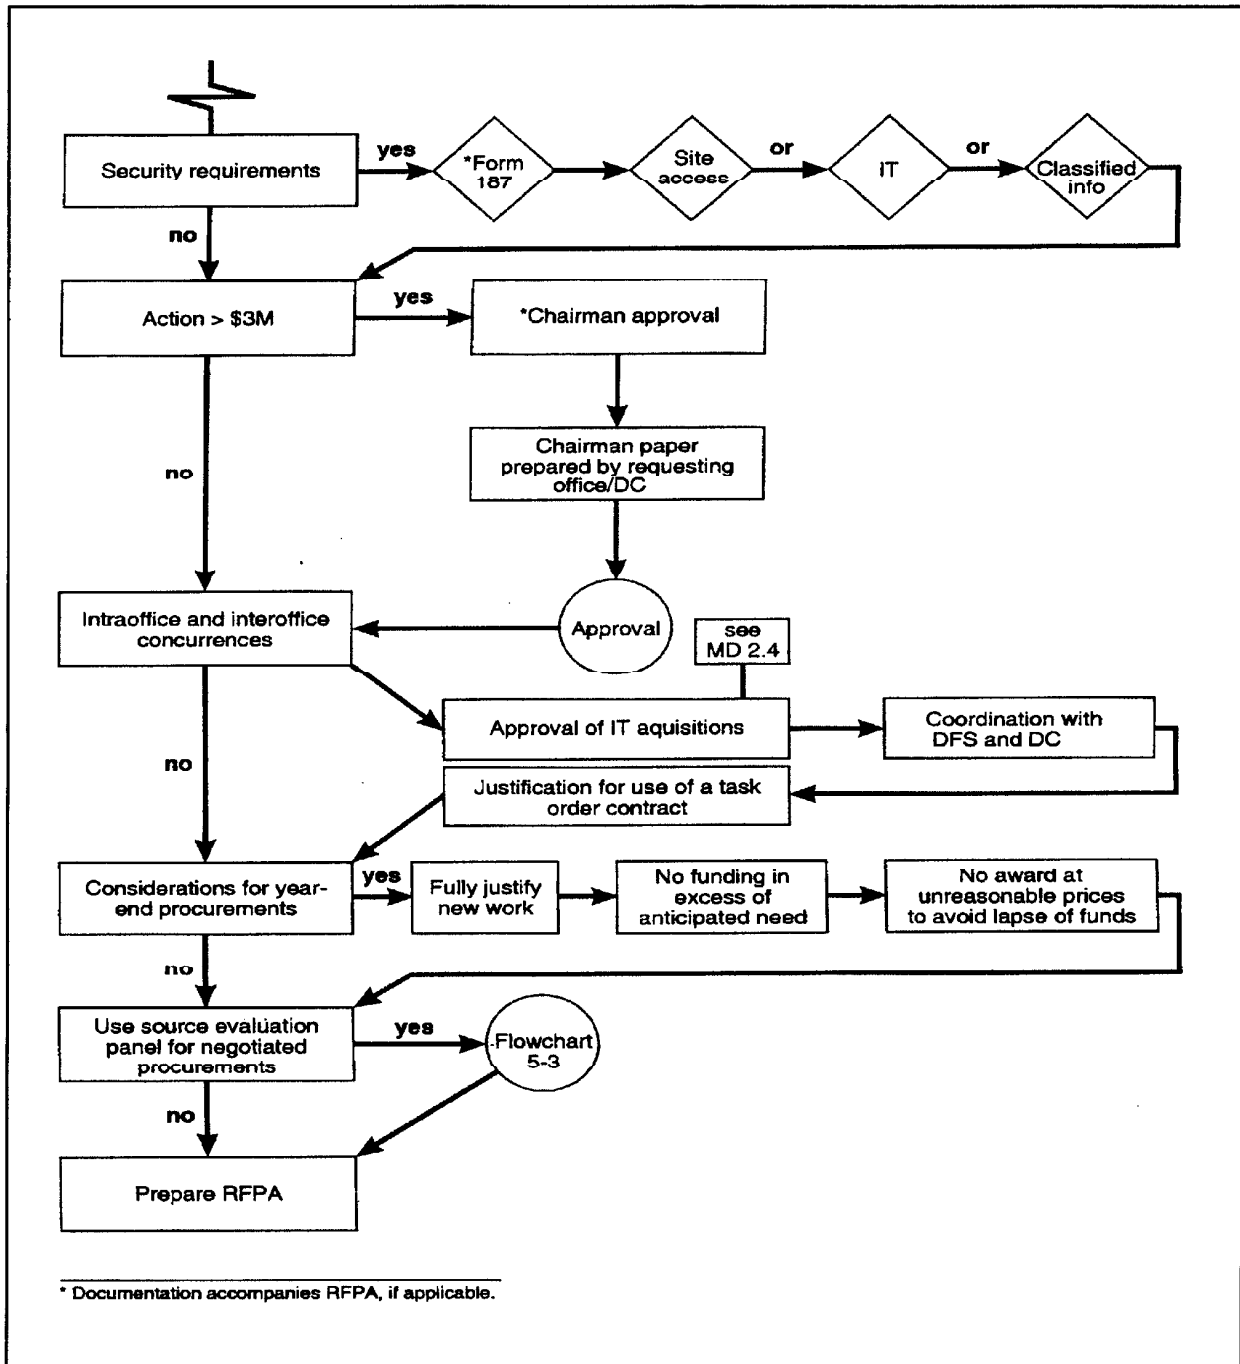 Security requirements
yes
*Form
187
Site
access
or
IT
or
Classified
info
no
Action > $3M
yes
*Chairman approval
no
Chairman paper
prepared by requesting
office/DC
Intraoffice and interoffice
concurrences
Approval
see
MD 2.4
Approval of IT aquisitions
Coordination with
DFS and DC
no
Justification for use of a task
order contract
Considerations for year-
end procurements
yes
Fully justify
new work
No funding in
excess of
anticipated need
No award at
unreasonable prices
to avoid lapse of funds
no
Use source evaluation
panel for negotiated
procurements
yes
Flowchart
5-3
no
Prepare RFPA
* Documentation accompanies RFPA, if applicable.